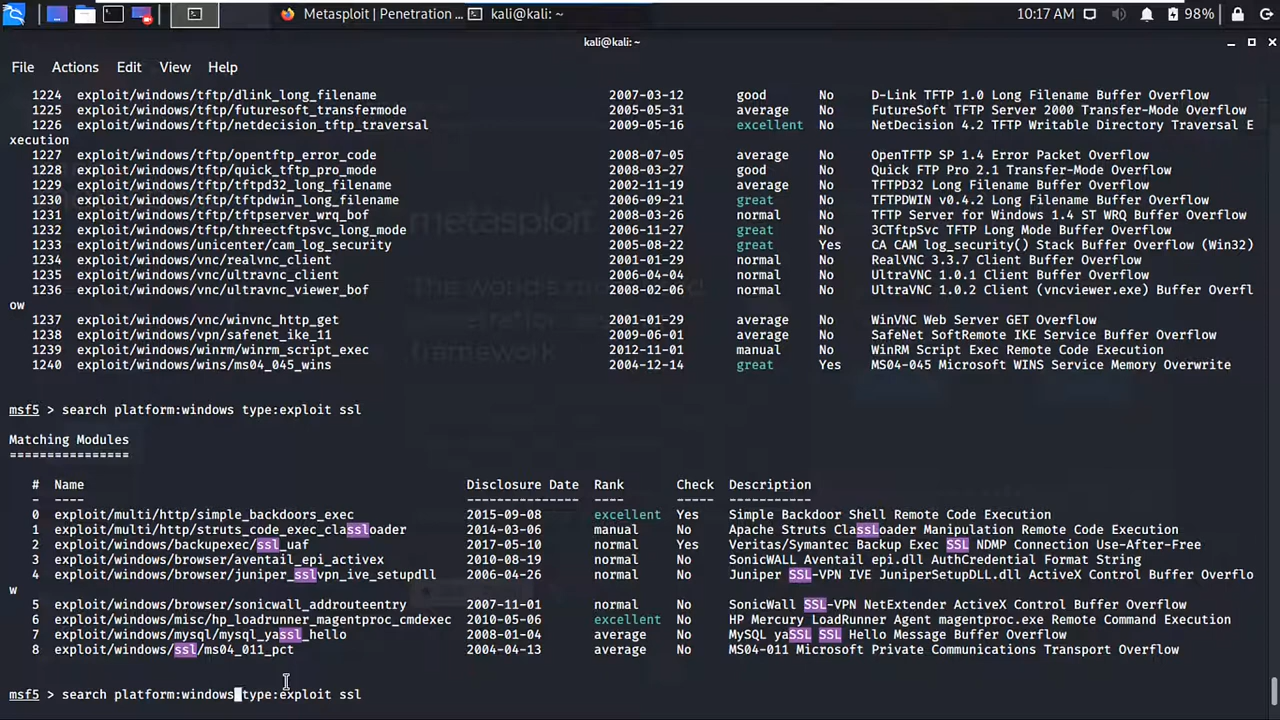 Metasploit | Penetration ... kali@kali: ~ 10:17 AM 98%
kali@kali: ~
File Actions Edit View Help
1224 exploit/windows/tftp/dlink_long_filename 2007-03-12 good No D-Link TFTP 1.0 Long Filename Buffer Overflow
1225 exploit/windows/tftp/futuresoft_transfermode 2005-05-31 average No FutureSoft TFTP Server 2000 Transfer-Mode Overflow
1226 exploit/windows/tftp/netdecision_tftp_traversal 2009-05-16 excellent No NetDecision 4.2 TFTP Writable Directory Traversal E
xecution
1227 exploit/windows/tftp/opentftp_error_code 2008-07-05 average No OpenTFTP SP 1.4 Error Packet Overflow
1228 exploit/windows/tftp/quick_tftp_pro_mode 2008-03-27 good No Quick FTP Pro 2.1 Transfer-Mode Overflow
1229 exploit/windows/tftp/tftpd32_long_filename 2002-11-19 average No TFTPD32 Long Filename Buffer Overflow
1230 exploit/windows/tftp/tftpdwin_long_filename 2006-09-21 great No TFTPDWIN v0.4.2 Long Filename Buffer Overflow
1231 exploit/windows/tftp/tftpserver_wrq_bof 2008-03-26 normal No TFTP Server for Windows 1.4 ST WRQ Buffer Overflow
1232 exploit/windows/tftp/threectftpsvc_long_mode 2006-11-27 great No 3CTftpSvc TFTP Long Mode Buffer Overflow
1233 exploit/windows/unicenter/cam_log_security 2005-08-22 great Yes CA CAM log_security() Stack Buffer Overflow (Win32)
1234 exploit/windows/vnc/realvnc_client 2001-01-29 normal No RealVNC 3.3.7 Client Buffer Overflow
1235 exploit/windows/vnc/ultravnc_client 2006-04-04 normal No UltraVNC 1.0.1 Client Buffer Overflow
1236 exploit/windows/vnc/ultravnc_viewer_bof 2008-02-06 normal No UltraVNC 1.0.2 Client (vncviewer.exe) Buffer Overfl
ow
1237 exploit/windows/vnc/winvnc_http_get 2001-01-29 average No WinVNC Web Server GET Overflow
1238 exploit/windows/vpn/safenet_ike_11 2009-06-01 average No SafeNet SoftRemote IKE Service Buffer Overflow
1239 exploit/windows/winrm/winrm_script_exec 2012-11-01 manual No WinRM Script Exec Remote Code Execution
1240 exploit/windows/wins/ms04_045_wins 2004-12-14 great Yes MS04-045 Microsoft WINS Service Memory Overwrite
msf5 > search platform:windows type:exploit ssl
Matching Modules
================
# Name Disclosure Date Rank Check Description
- ---- --------------- ---- ----- -----------
0 exploit/multi/http/simple_backdoors_exec 2015-09-08 excellent Yes Simple Backdoor Shell Remote Code Execution
1 exploit/multi/http/struts_code_exec_classloader 2014-03-06 manual No Apache Struts ClassLoader Manipulation Remote Code Execution
2 exploit/windows/backupexec/ssl_uaf 2017-05-10 normal Yes Veritas/Symantec Backup Exec SSL NDMP Connection Use-After-Free
3 exploit/windows/browser/aventail_epi_activex 2010-08-19 normal No SonicWALL Aventail epi.dll AuthCredential Format String
4 exploit/windows/browser/juniper_sslvpn_ive_setupdll 2006-04-26 normal No Juniper SSL-VPN IVE JuniperSetupDLL.dll ActiveX Control Buffer Overflo
w
5 exploit/windows/browser/sonicwall_addrouteentry 2007-11-01 normal No SonicWall SSL-VPN NetExtender ActiveX Control Buffer Overflow
6 exploit/windows/misc/hp_loadrunner_magentproc_cmdexec 2010-05-06 excellent No HP Mercury LoadRunner Agent magentproc.exe Remote Command Execution
7 exploit/windows/mysql/mysql_yassl_hello 2008-01-04 average No MySQL yaSSL SSL Hello Message Buffer Overflow
8 exploit/windows/ssl/ms04_011_pct 2004-04-13 average No MS04-011 Microsoft Private Communications Transport Overflow
msf5 > search platform:windows type:exploit ssl